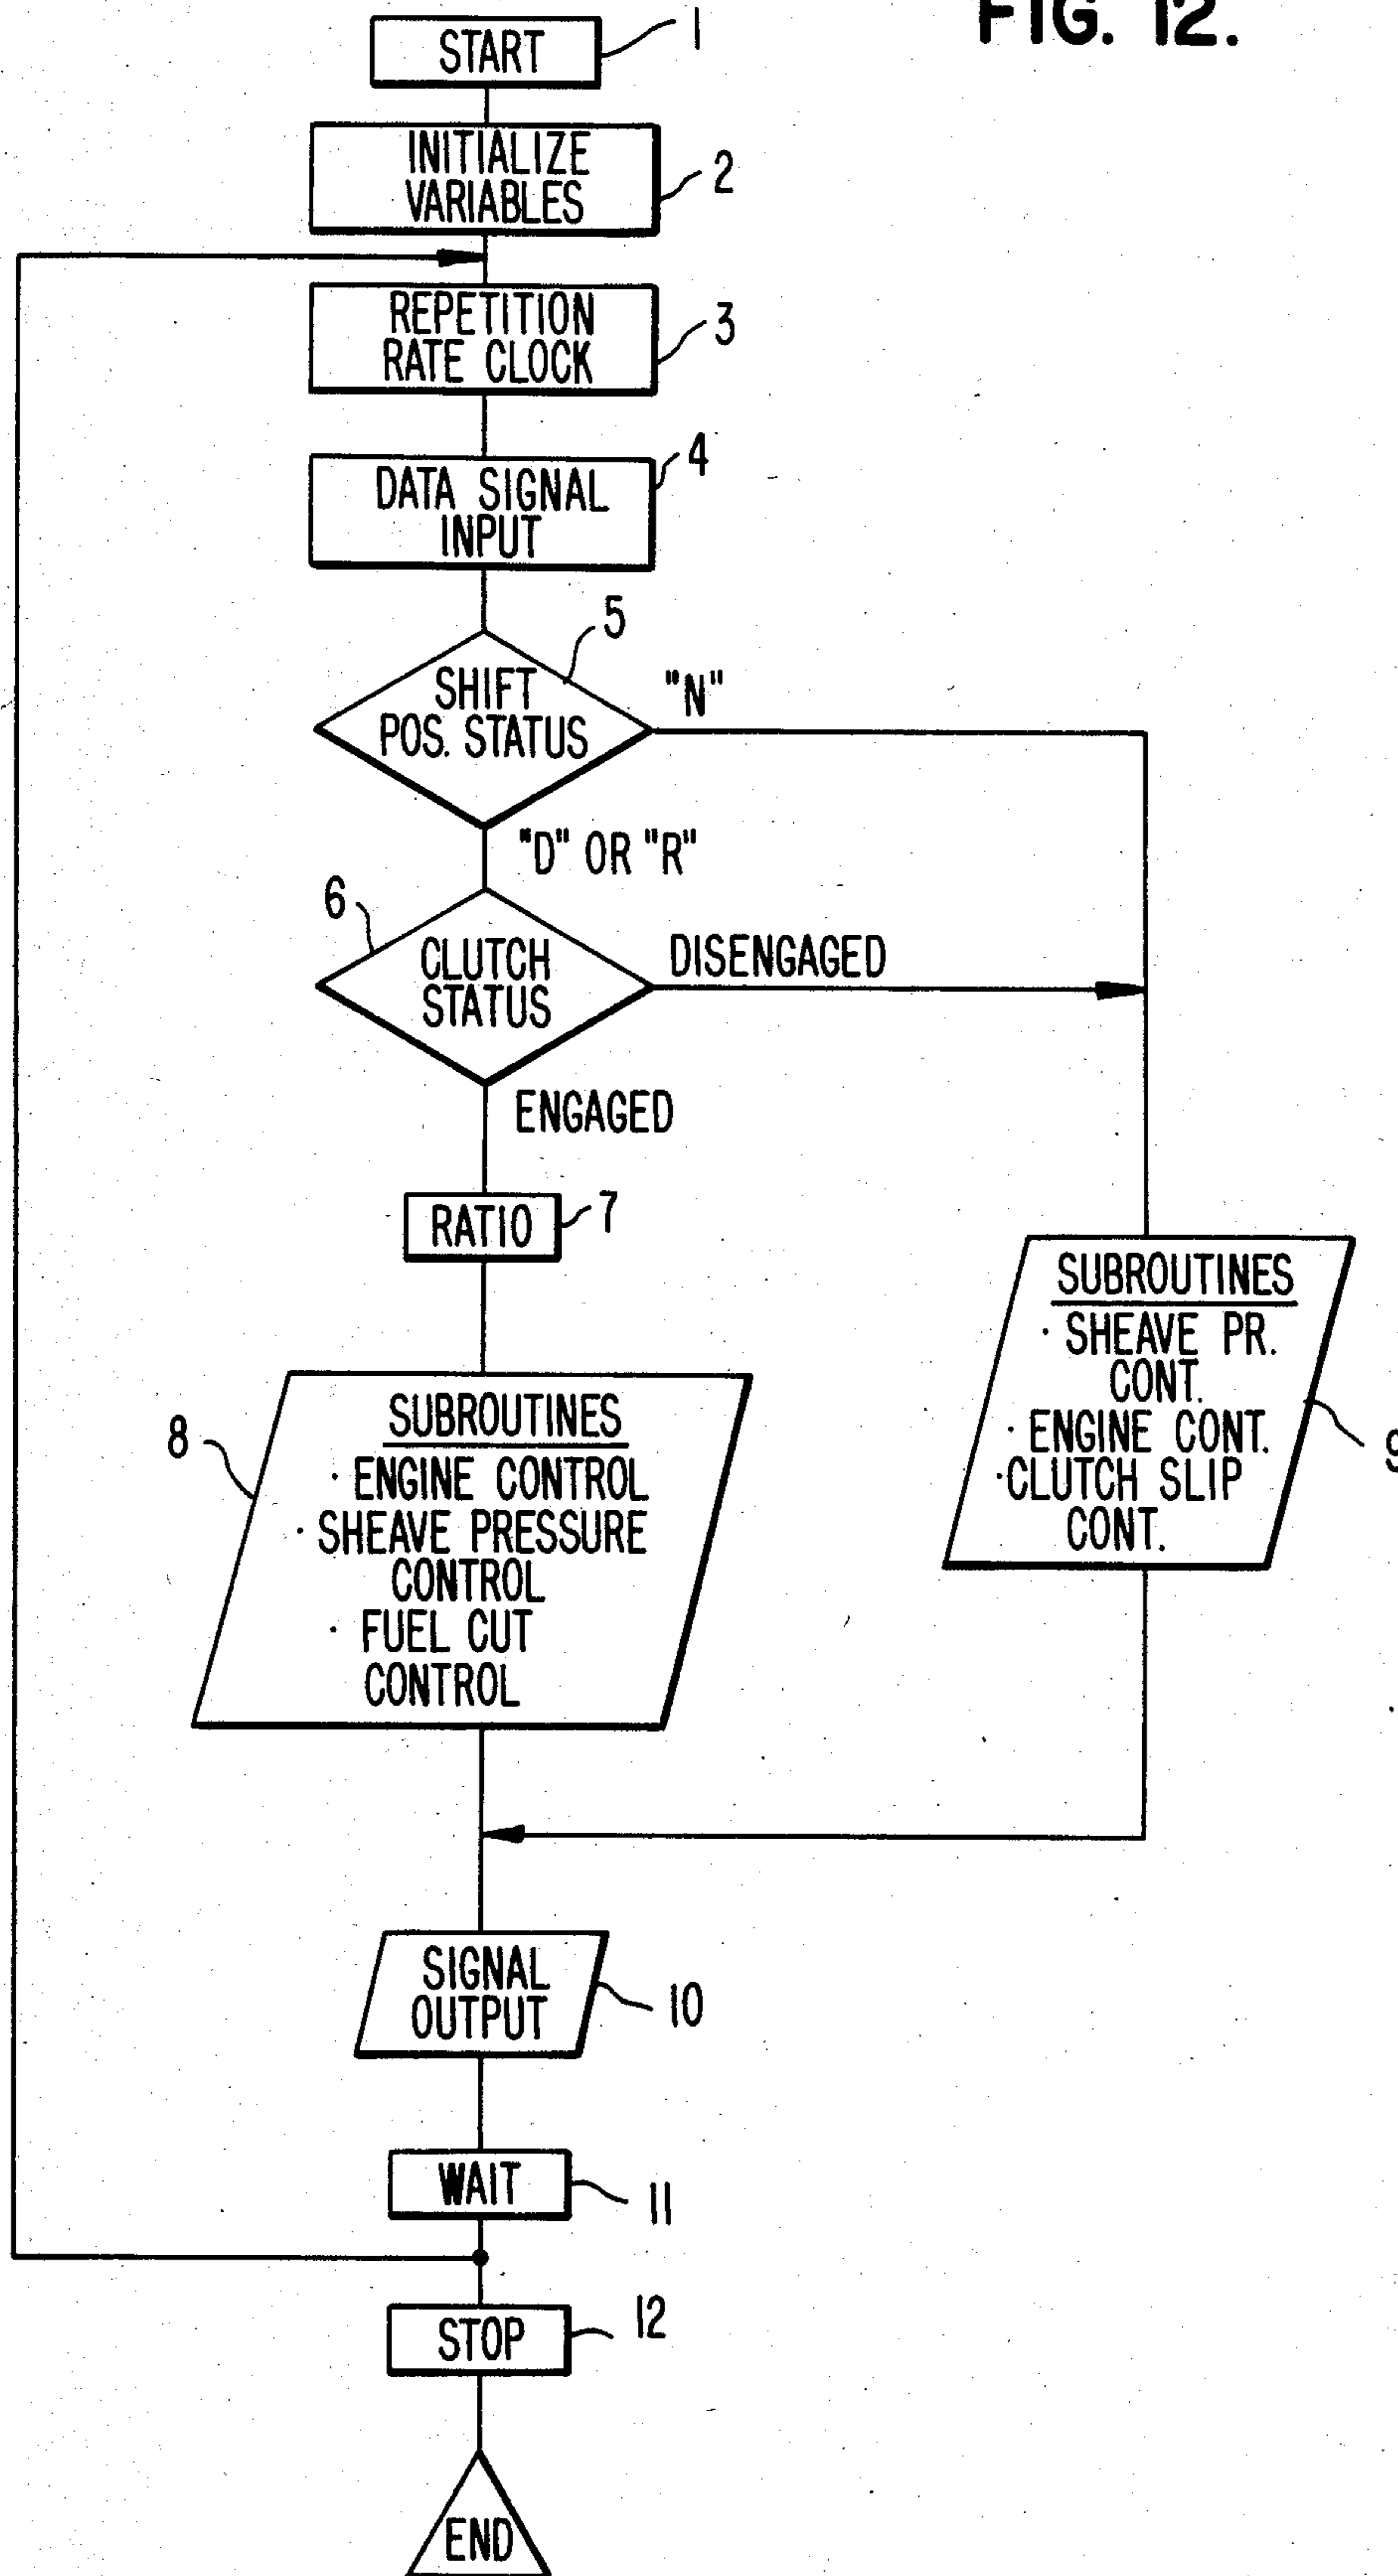 FIG. 12.
START
1
INITIALIZE
VARIABLES
2
REPETITION
RATE CLOCK
3
DATA SIGNAL
INPUT
4
SHIFT
POS. STATUS
5
"N"
"D" OR "R"
CLUTCH
STATUS
6
DISENGAGED
ENGAGED
RATIO
7
SUBROUTINES
· ENGINE CONTROL
· SHEAVE PRESSURE
CONTROL
· FUEL CUT
CONTROL
8
SUBROUTINES
· SHEAVE PR.
CONT.
· ENGINE CONT.
· CLUTCH SLIP
CONT.
9
SIGNAL
OUTPUT
10
WAIT
11
STOP
12
END